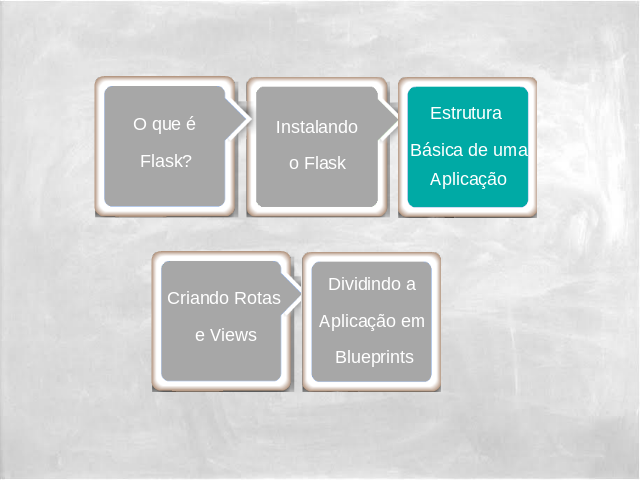 O que é
Flask?
Instalando
o Flask
Estrutura
Básica de uma
Aplicação
Criando Rotas
e Views
Dividindo a
Aplicação em
Blueprints